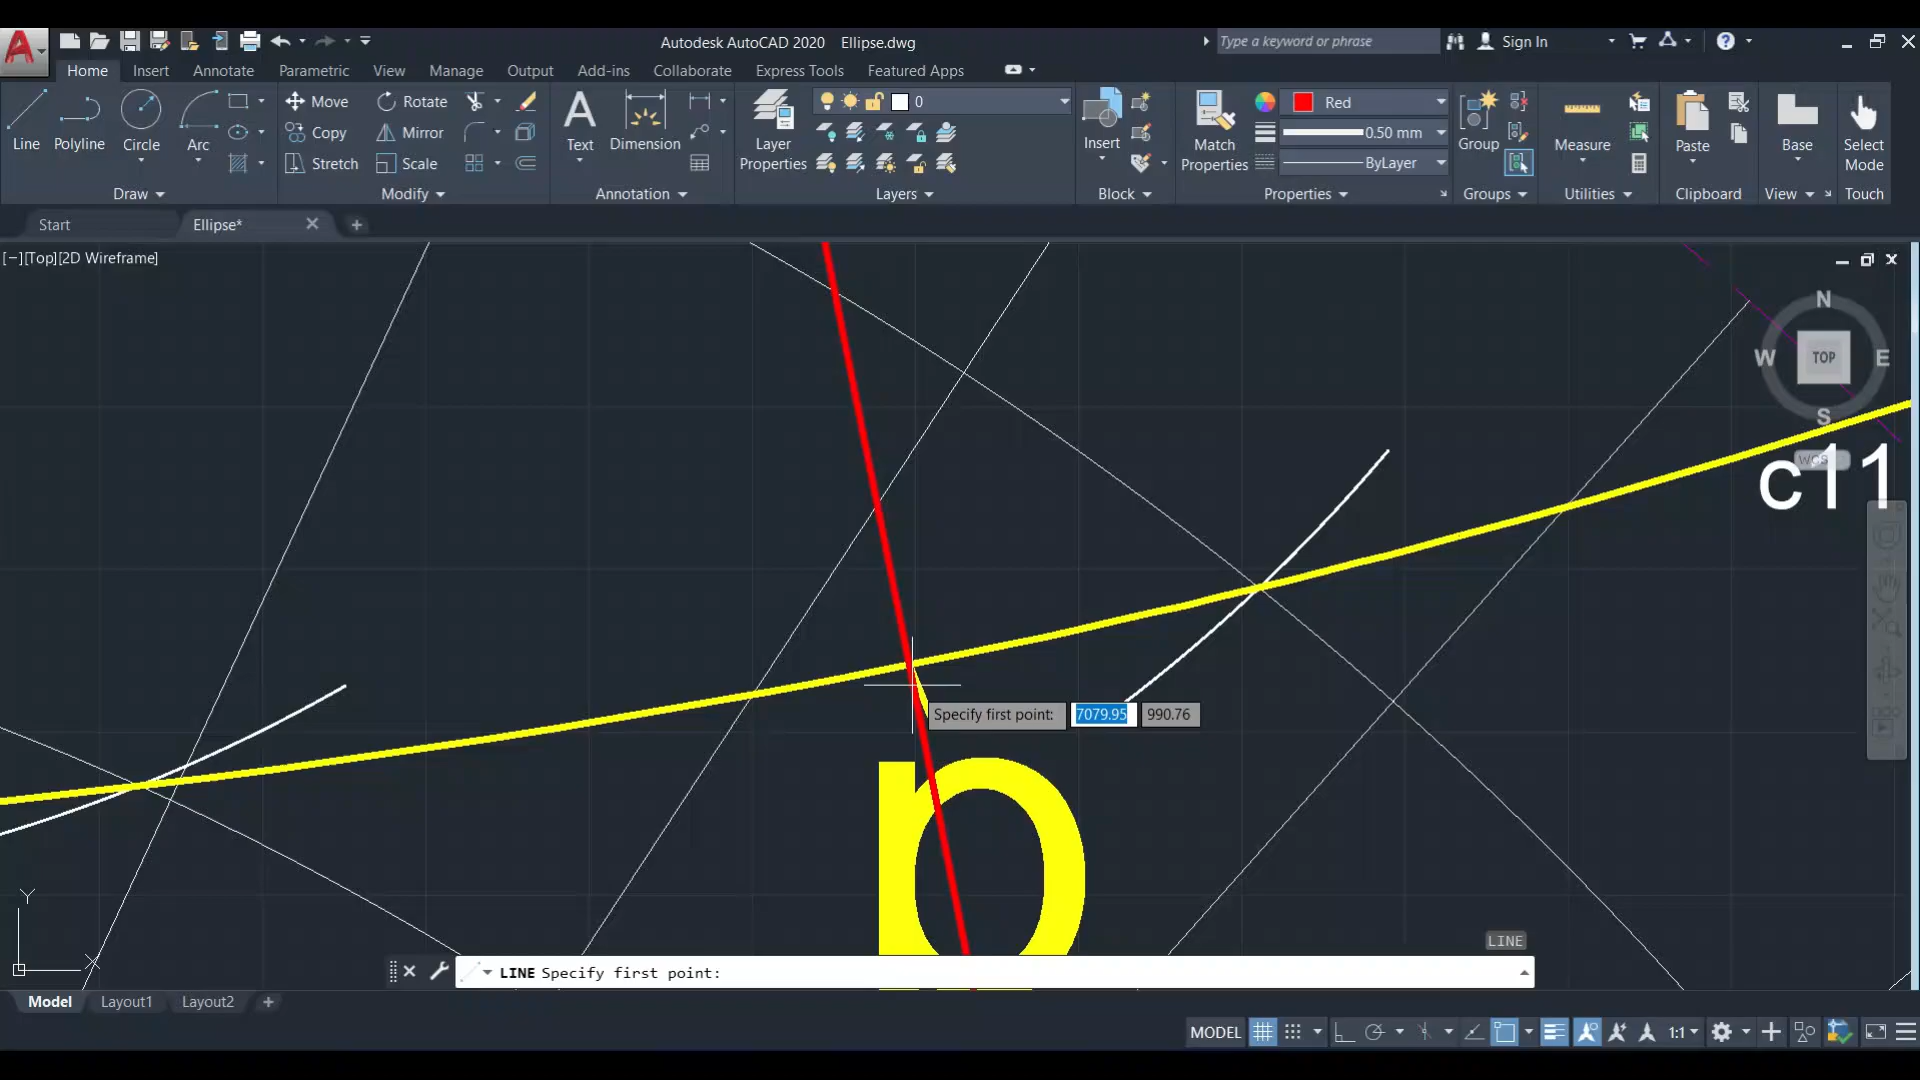 Autodesk AutoCAD 2020 Ellipse.dwg
Type a keyword or phrase
Sign In
Home Insert Annotate Parametric View Manage Output Add-ins Collaborate Express Tools Featured Apps
Line Polyline Circle Arc
Move Rotate
Copy Mirror
Stretch Scale
Text Dimension
Layer Properties
0
Insert
Match Properties
Red
0.50 mm
ByLayer
Group
Measure
Paste
Base
Select Mode
Draw Modify Annotation Layers Block Properties Groups Utilities Clipboard View Touch
Start Ellipse*
[−][Top][2D Wireframe]
N
W TOP E
S
WCS
c11
Specify first point: 7079.95 990.76
p
Y
X
LINE
LINE Specify first point:
Model Layout1 Layout2
MODEL 1:1